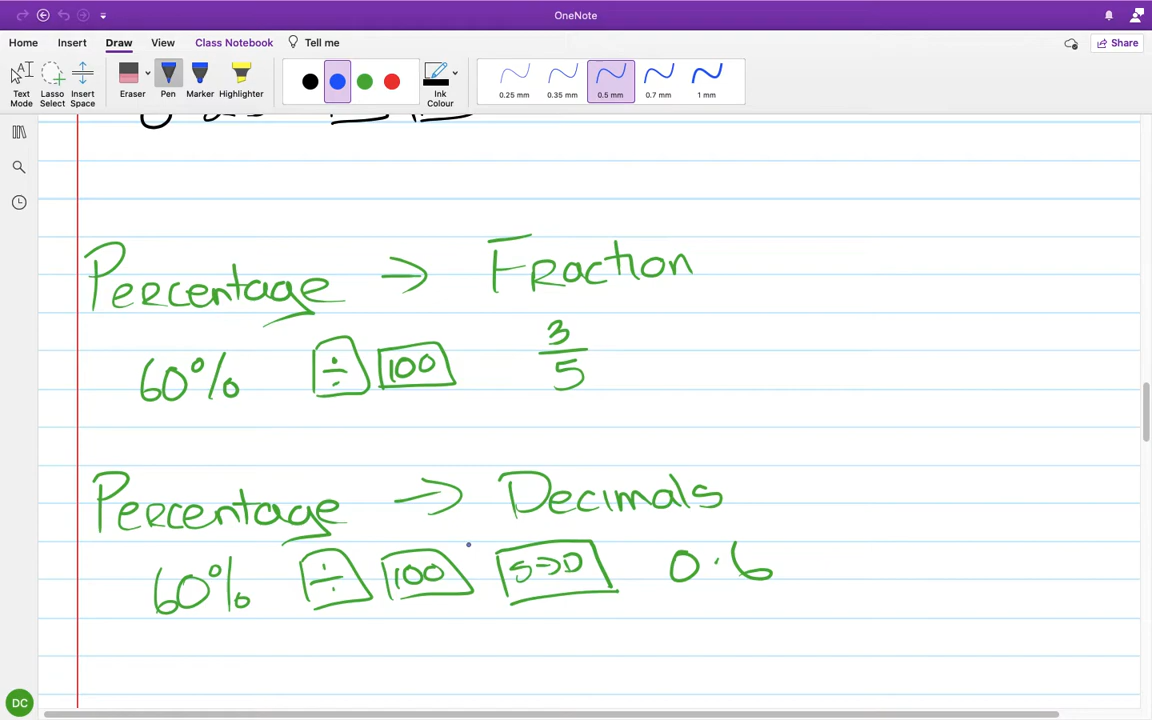 OneNote
Home Insert Draw View Class Notebook Tell me Share
Text Mode Lasso Select Insert Space Eraser Pen Marker Highlighter Ink Colour 0.25 mm 0.35 mm 0.5 mm 0.7 mm 1 mm
Percentage → Fraction
60% ÷ 100 3/5
Percentage → Decimals
60% ÷ 100 S⇒D 0.6
DC